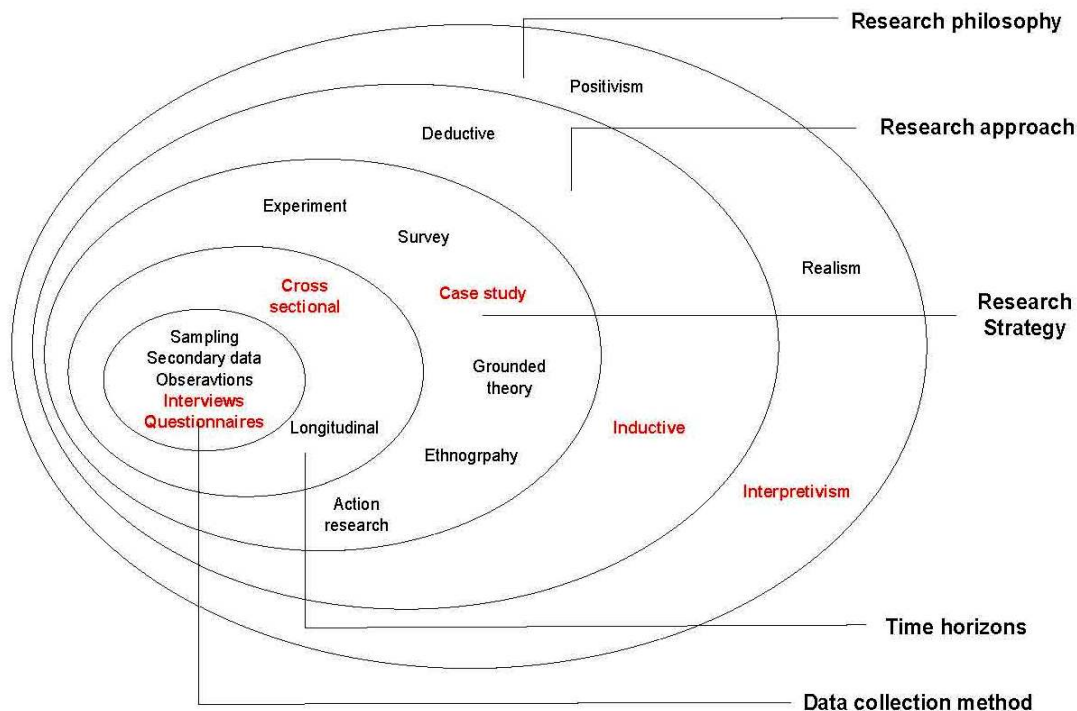 Research philosophy
Positivism
Deductive
Research approach
Experiment
Survey
Realism
Cross
sectional
Case study
Research
Strategy
Sampling
Secondary data
Obseravtions
Interviews
Questionnaires
Grounded
theory
Longitudinal
Inductive
Ethnogrpahy
Interpretivism
Action
research
Time horizons
Data collection method